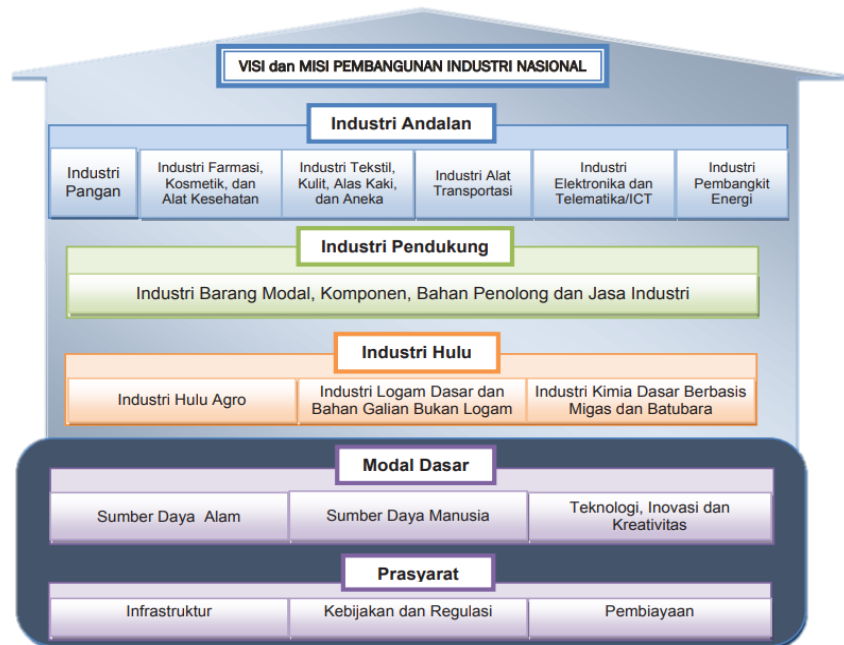 VISI dan MISI PEMBANGUNAN INDUSTRI NASIONAL
Industri Andalan
Industri
Pangan
Industri Farmasi,
Kosmetik, dan
Alat Kesehatan
Industri Tekstil,
Kulit, Alas Kaki,
dan Aneka
Industri Alat
Transportasi
Industri
Elektronika dan
Telematika/ICT
Industri
Pembangkit
Energi
Industri Pendukung
Industri Barang Modal, Komponen, Bahan Penolong dan Jasa Industri
Industri Hulu
Industri Hulu Agro
Industri Logam Dasar dan
Bahan Galian Bukan Logam
Industri Kimia Dasar Berbasis
Migas dan Batubara
Modal Dasar
Sumber Daya Alam
Sumber Daya Manusia
Teknologi, Inovasi dan
Kreativitas
Prasyarat
Infrastruktur
Kebijakan dan Regulasi
Pembiayaan